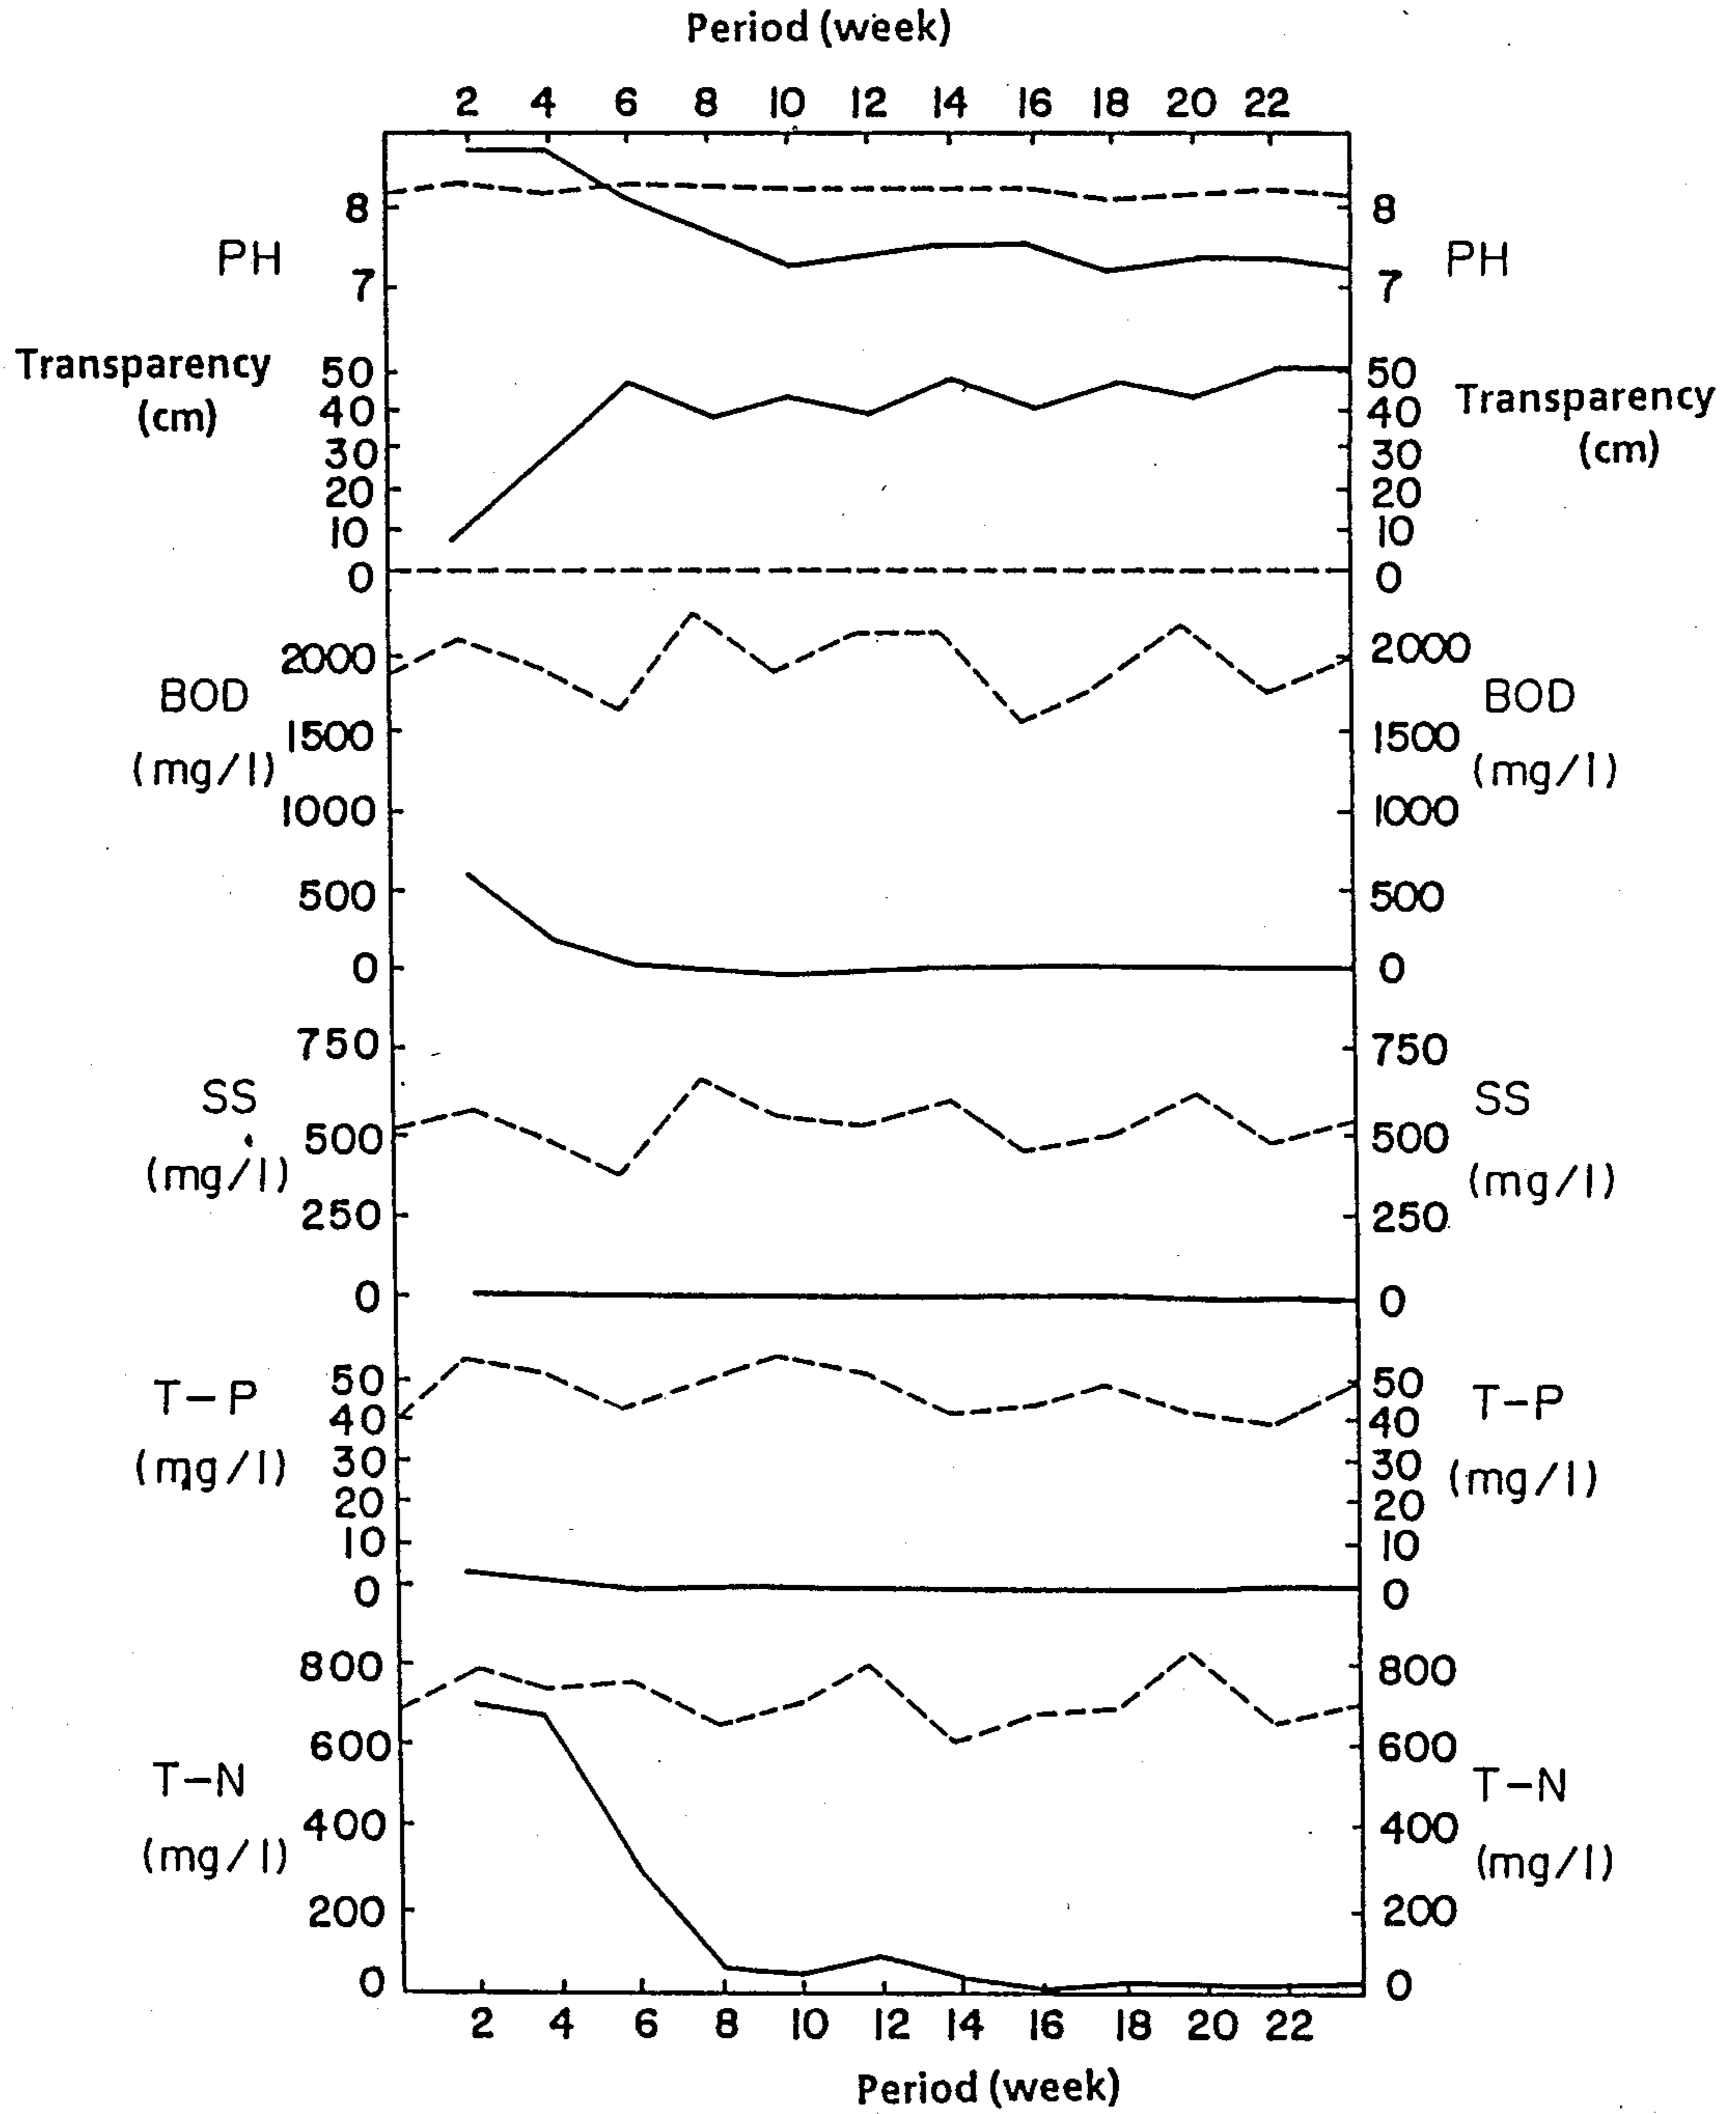 Period (week)
2 4 6 8 10 12 14 16 18 20 22
8 8
PH PH
7 7
Transparency 50 50 Transparency
(cm) 40 40 (cm)
30 30
20 20
10 10
0 0
2000 2000
BOD BOD
1500 1500
(mg/l) (mg/l)
1000 1000
500 500
0 0
750 750
SS SS
500 500
(mg/l) (mg/l)
250 250
0 0
50 50
T-P T-P
40 40
(mg/l) 30 30 (mg/l)
20 20
10 10
0 0
800 800
600 600
T-N T-N
400 400
(mg/l) (mg/l)
200 200
0 0
2 4 6 8 10 12 14 16 18 20 22
Period (week)